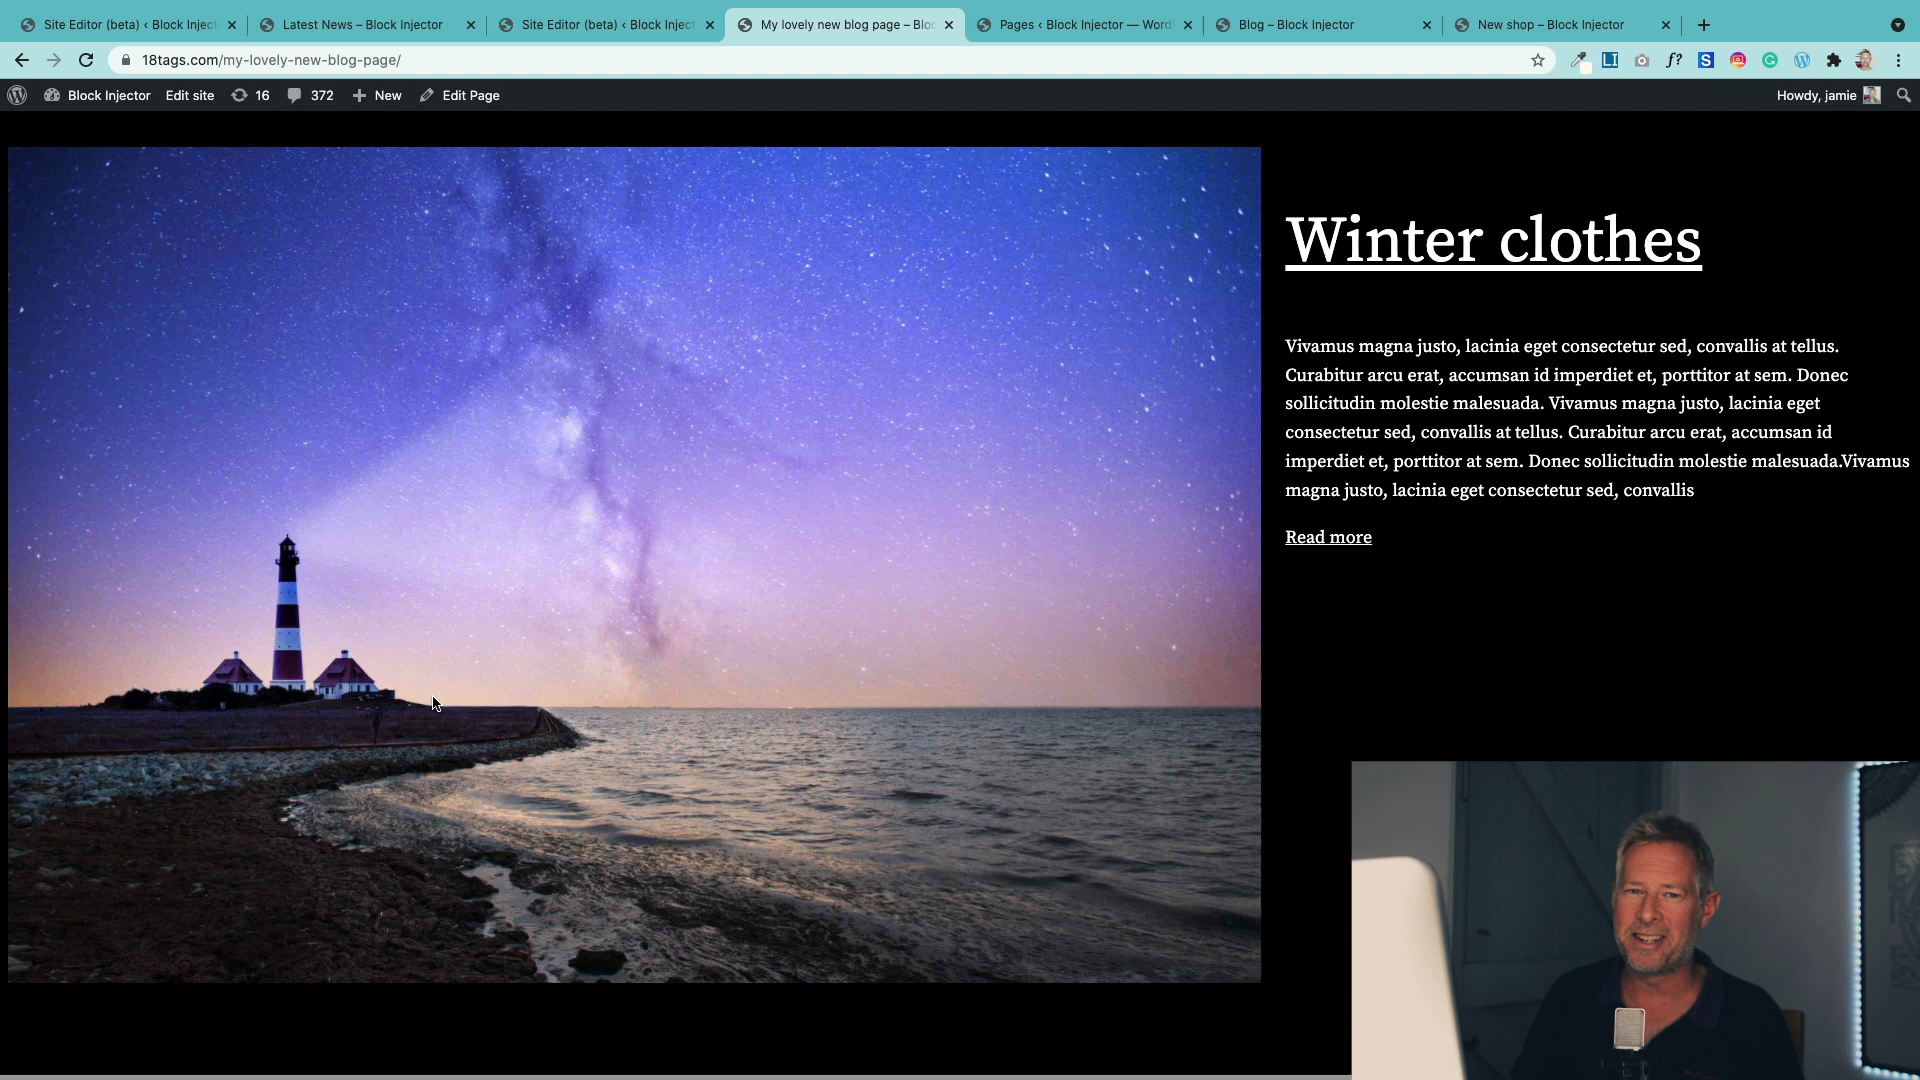 Site Editor (beta) ‹ Block Inject
Latest News – Block Injector
Site Editor (beta) ‹ Block Inject
My lovely new blog page – Bloc
Pages ‹ Block Injector — Word
Blog – Block Injector
New shop – Block Injector
18tags.com/my-lovely-new-blog-page/
Block Injector
Edit site
16
372
New
Edit Page
Howdy, jamie
Winter clothes
Vivamus magna justo, lacinia eget consectetur sed, convallis at tellus.
Curabitur arcu erat, accumsan id imperdiet et, porttitor at sem. Donec
sollicitudin molestie malesuada. Vivamus magna justo, lacinia eget
consectetur sed, convallis at tellus. Curabitur arcu erat, accumsan id
imperdiet et, porttitor at sem. Donec sollicitudin molestie malesuada.Vivamus
magna justo, lacinia eget consectetur sed, convallis
Read more